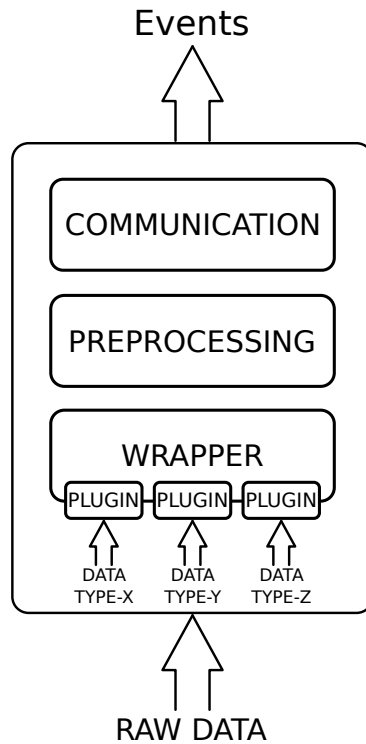 Events
COMMUNICATION
PREPROCESSING
WRAPPER
PLUGIN PLUGIN PLUGIN
DATA DATA DATA
TYPE-X TYPE-Y TYPE-Z
RAW DATA